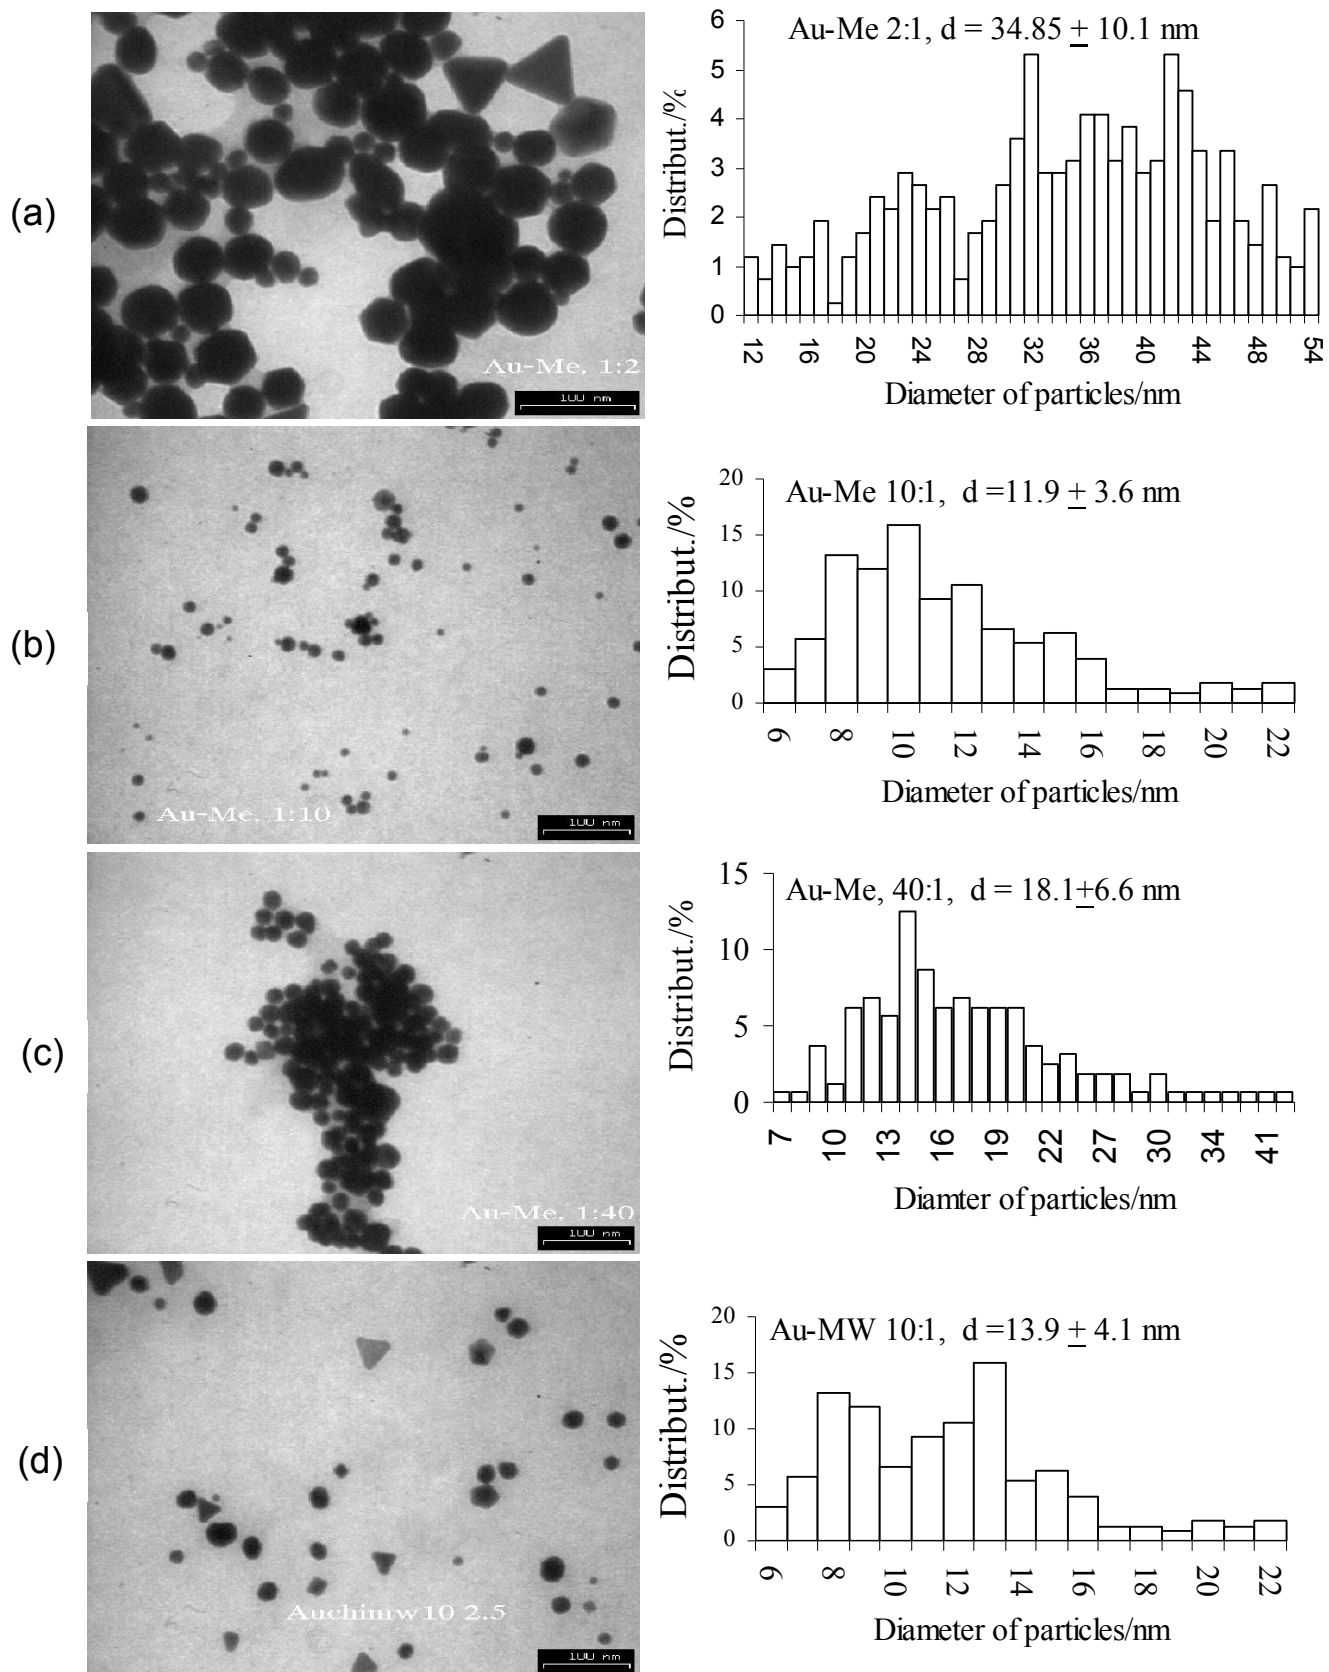 (a)
Au-Me, 1:2
100 nm
Au-Me 2:1, d = 34.85 ± 10.1 nm
Distribut./%
6
5
4
3
2
1
0
12 16 20 24 28 32 36 40 44 48 54
Diameter of particles/nm
(b)
Au-Me, 1:10
100 nm
Au-Me 10:1, d =11.9 ± 3.6 nm
Distribut./%
20
15
10
5
0
6 8 10 12 14 16 18 20 22
Diameter of particles/nm
(c)
Au-Me, 1:40
100 nm
Au-Me, 40:1, d = 18.1±6.6 nm
Distribut./%
15
10
5
0
7 10 13 16 19 22 27 30 34 41
Diamter of particles/nm
(d)
Auchimw10 2.5
100 nm
Au-MW 10:1, d =13.9 ± 4.1 nm
Distribut./%
20
15
10
5
0
6 8 10 12 14 16 18 20 22
Diameter of particles/nm